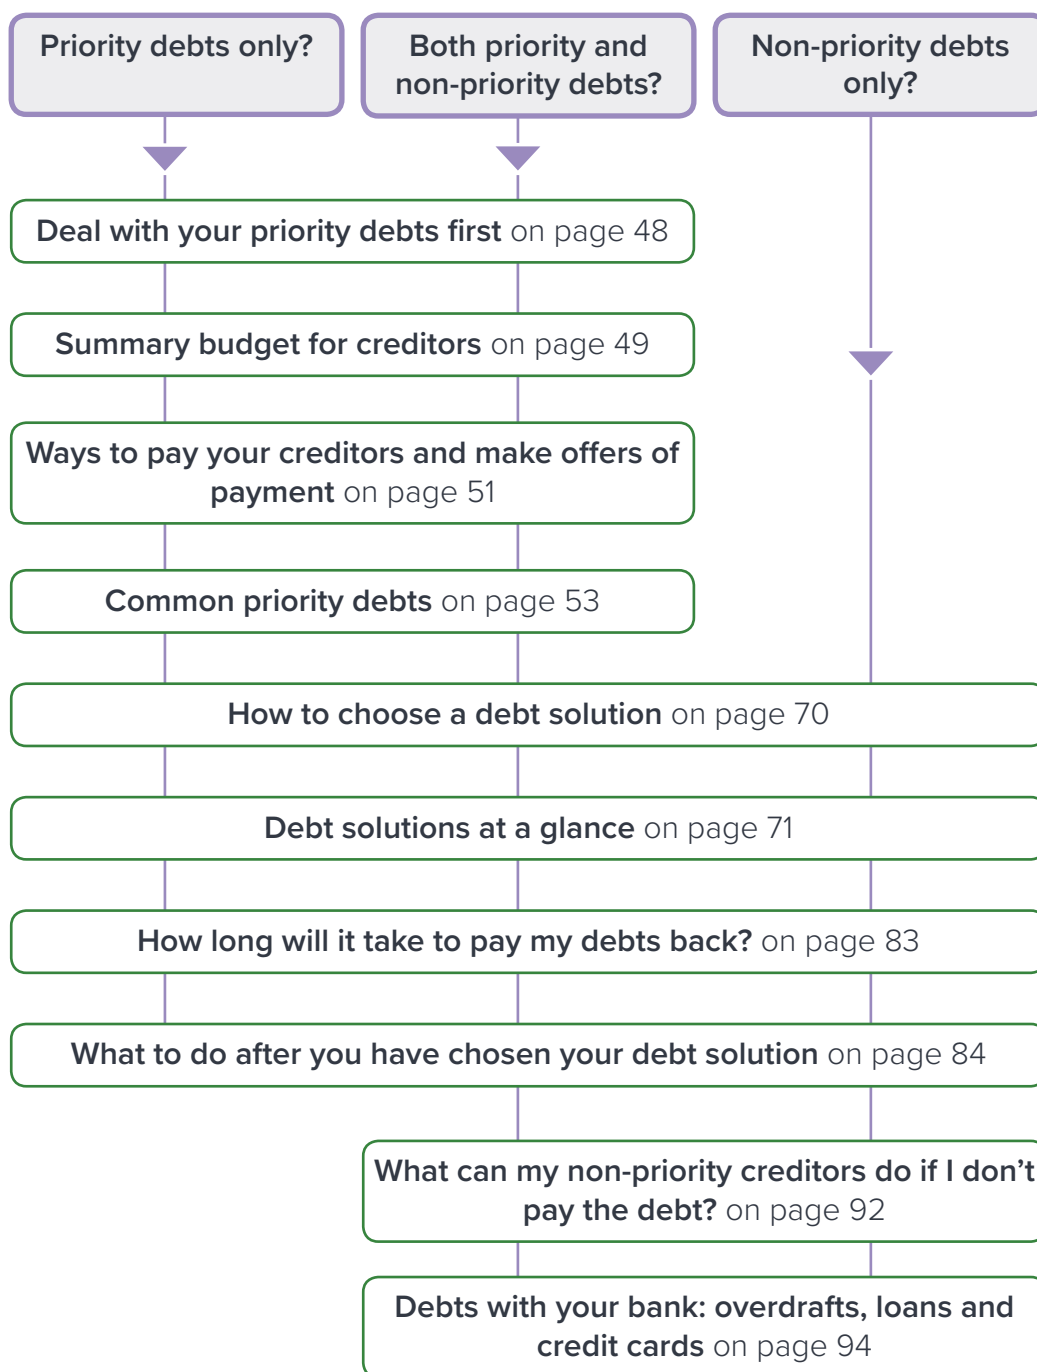 Priority debts only?
Both priority and
non-priority debts?
Non-priority debts
only?
Deal with your priority debts first on page 48
Summary budget for creditors on page 49
Ways to pay your creditors and make offers of
payment on page 51
Common priority debts on page 53
How to choose a debt solution on page 70
Debt solutions at a glance on page 71
How long will it take to pay my debts back? on page 83
What to do after you have chosen your debt solution on page 84
What can my non-priority creditors do if I don’t
pay the debt? on page 92
Debts with your bank: overdrafts, loans and
credit cards on page 94